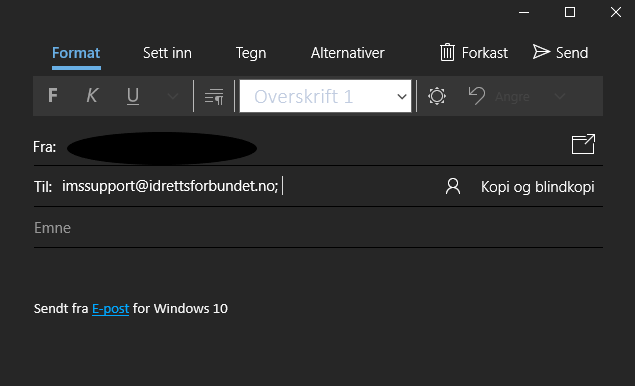 Format Sett inn Tegn Alternativer Forkast Send
F K U Overskrift 1 Angre
Fra:
Til: imssupport@idrettsforbundet.no; Kopi og blindkopi
Emne
Sendt fra E-post for Windows 10